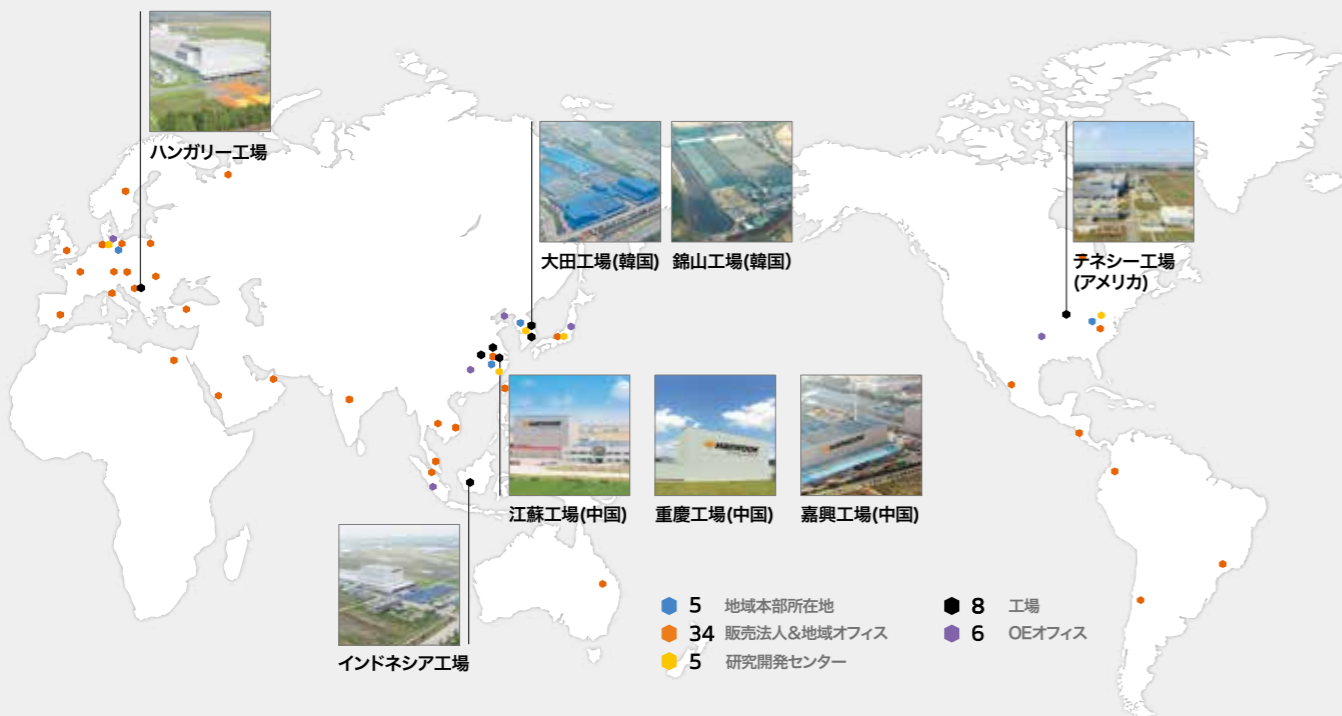 ハンガリー工場
大田工場(韓国)
錦山工場(韓国)
テネシー工場
(アメリカ)
江蘇工場(中国)
重慶工場(中国)
嘉興工場(中国)
インドネシア工場
5 地域本部所在地
34 販売法人&地域オフィス
5 研究開発センター
8 工場
6 OEオフィス